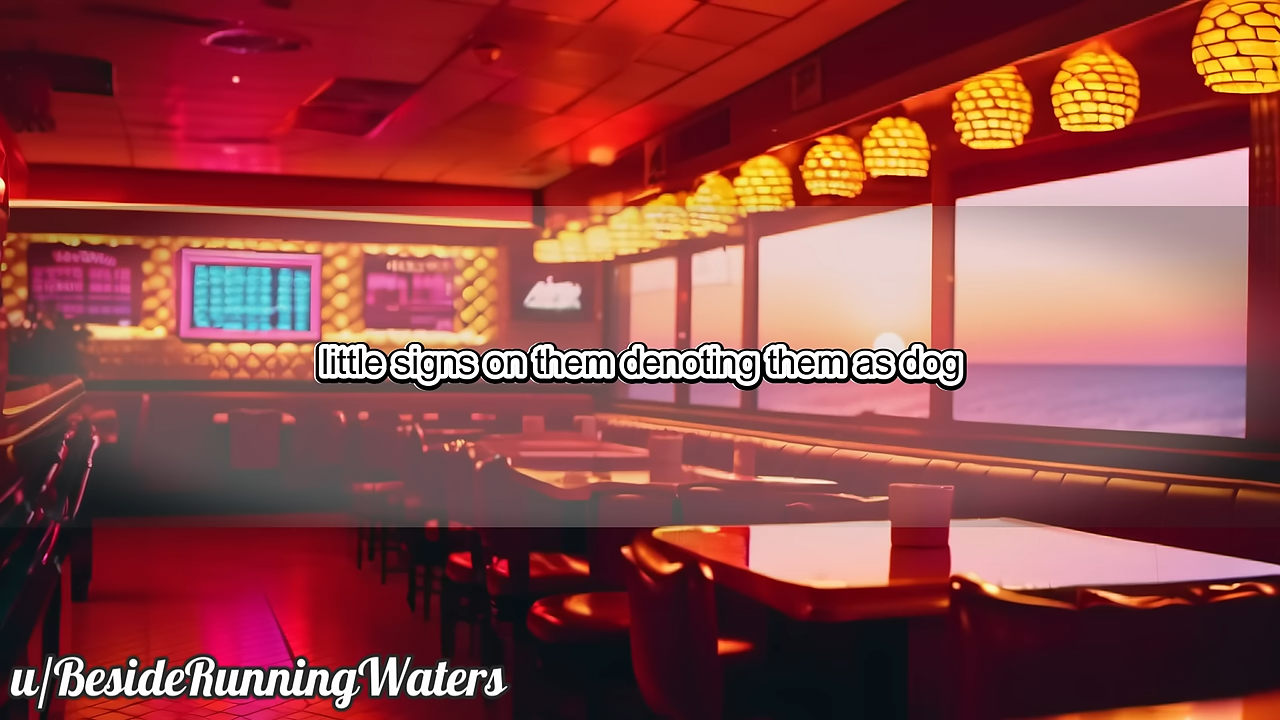 little signs on them denoting them as dog
u/BesideRunningWaters